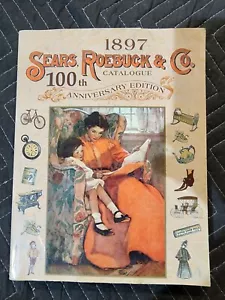 1897
SEARS, ROEBUCK & CO.
CATALOGUE
100th
ANNIVERSARY EDITION